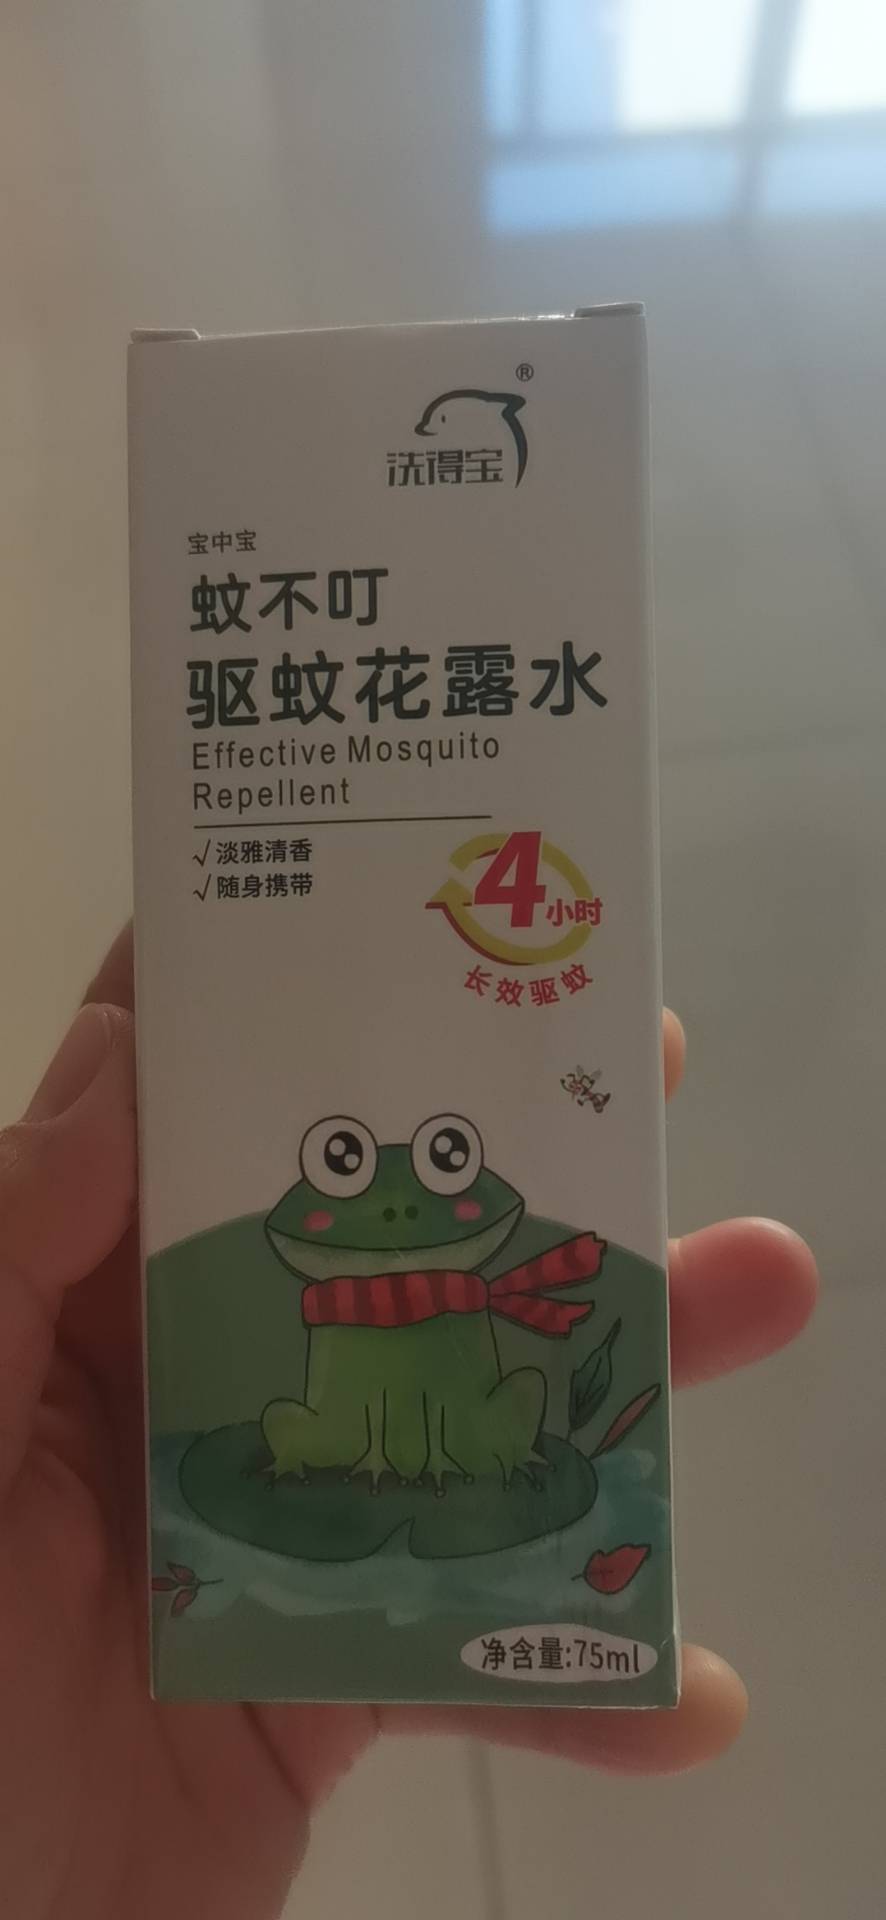 ®
洗得宝
宝中宝
蚊不叮
驱蚊花露水
Effective Mosquito
Repellent
√淡雅清香
√随身携带
4小时
长效驱蚊
净含量:75ml